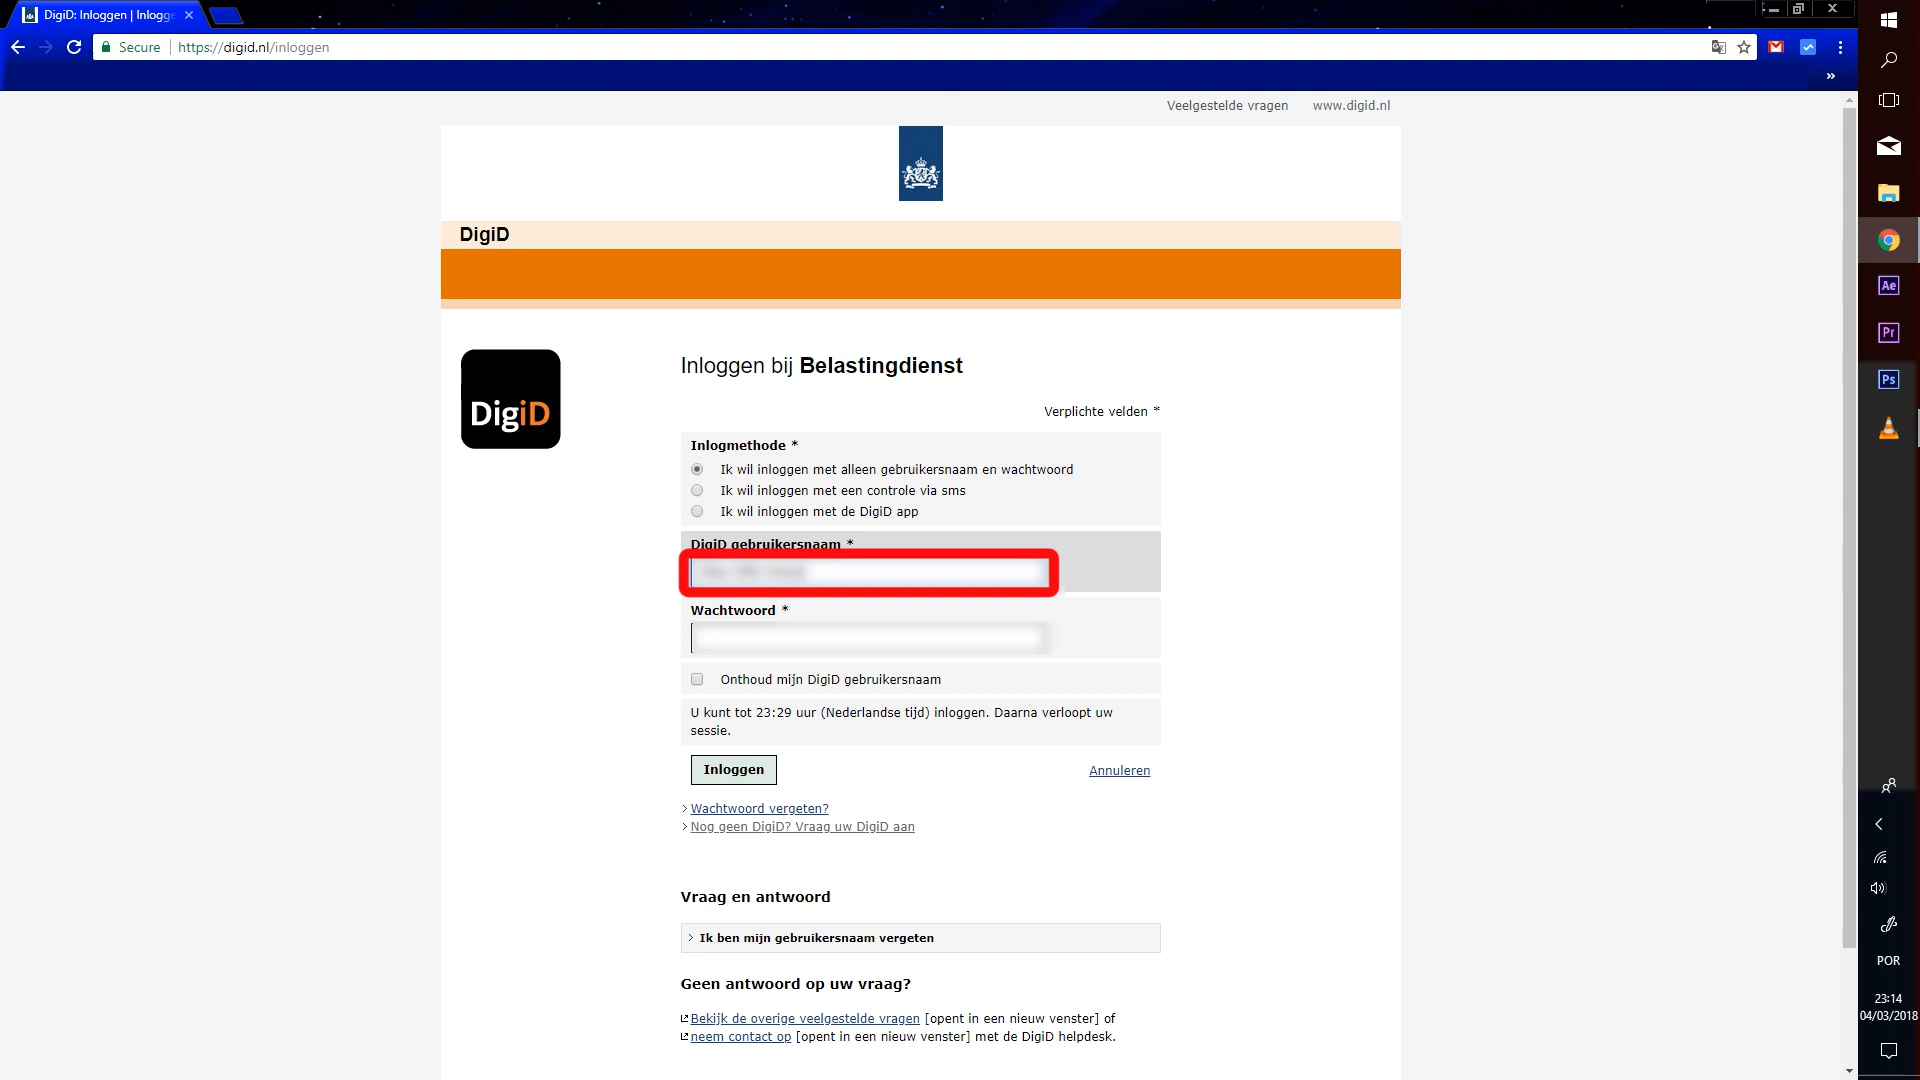 DigiD: Inloggen | Inlogge
Secure
https://digid.nl/inloggen
Veelgestelde vragen
www.digid.nl
DigiD
DigiD
Inloggen bij Belastingdienst
Verplichte velden *
Inlogmethode *
Ik wil inloggen met alleen gebruikersnaam en wachtwoord
Ik wil inloggen met een controle via sms
Ik wil inloggen met de DigiD app
DigiD gebruikersnaam *
Wachtwoord *
Onthoud mijn DigiD gebruikersnaam
U kunt tot 23:29 uur (Nederlandse tijd) inloggen. Daarna verloopt uw
sessie.
Inloggen
Annuleren
Wachtwoord vergeten?
Nog geen DigiD? Vraag uw DigiD aan
Vraag en antwoord
Ik ben mijn gebruikersnaam vergeten
Geen antwoord op uw vraag?
Bekijk de overige veelgestelde vragen [opent in een nieuw venster] of
neem contact op [opent in een nieuw venster] met de DigiD helpdesk.
Ae
Pr
Ps
POR
23:14
04/03/2018